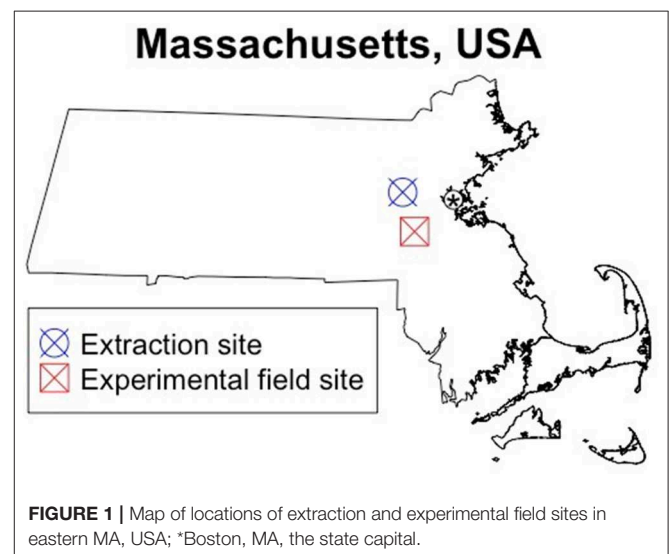 Massachusetts, USA
*
Extraction site
Experimental field site
FIGURE 1 | Map of locations of extraction and experimental field sites in
eastern MA, USA; *Boston, MA, the state capital.